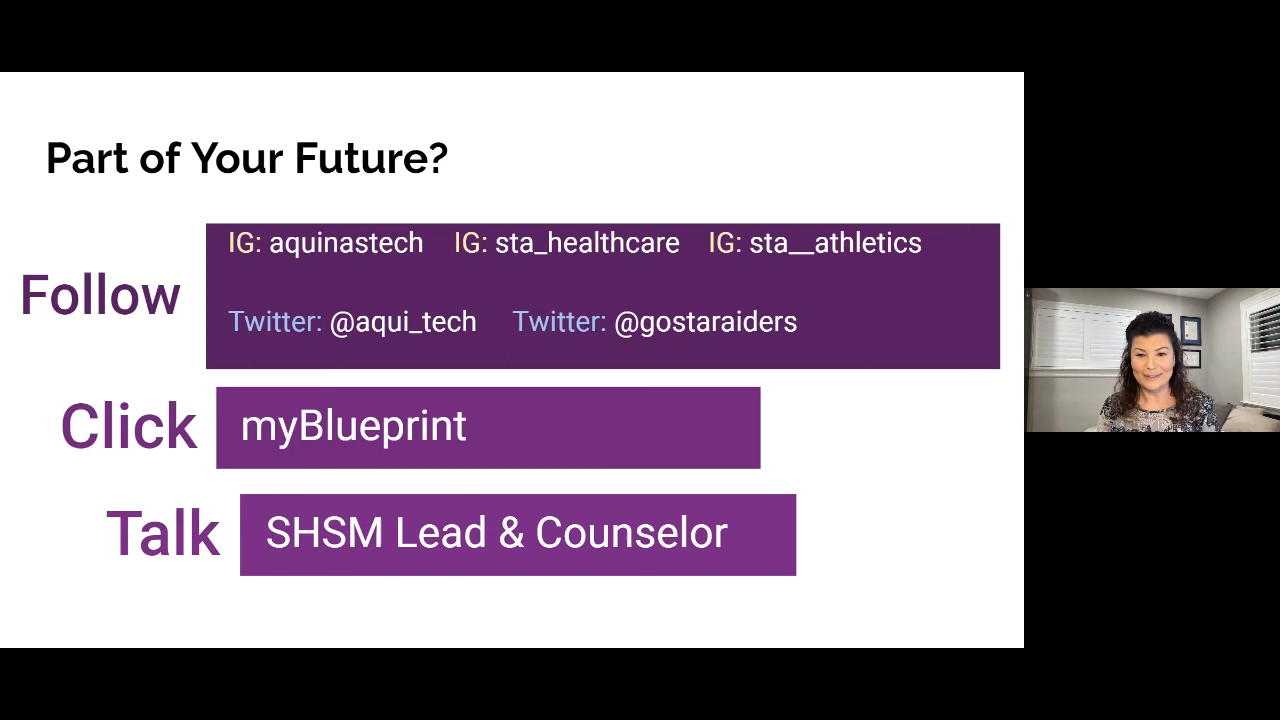 Part of Your Future?
Follow
IG: aquinastech IG: sta_healthcare IG: sta__athletics
Twitter: @aqui_tech Twitter: @gostaraiders
Click myBlueprint
Talk SHSM Lead & Counselor